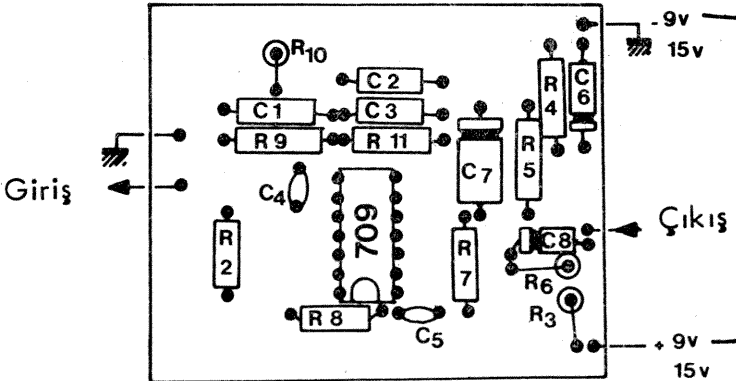 - 9v
15v
R10
C2
C1
C3
R9
R11
R4
C6
R5
C7
Giriş
C4
709
R2
R7
C8
Çıkış
R6
R3
R8
C5
+ 9v
15v